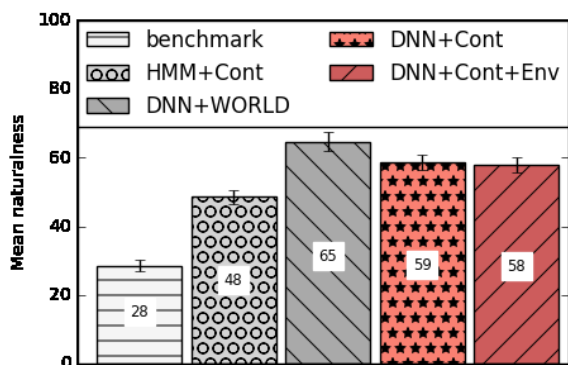 100
benchmark
DNN+Cont
HMM+Cont
DNN+Cont+Env
DNN+WORLD
80
60
40
20
0
Mean naturalness
28
48
65
59
58